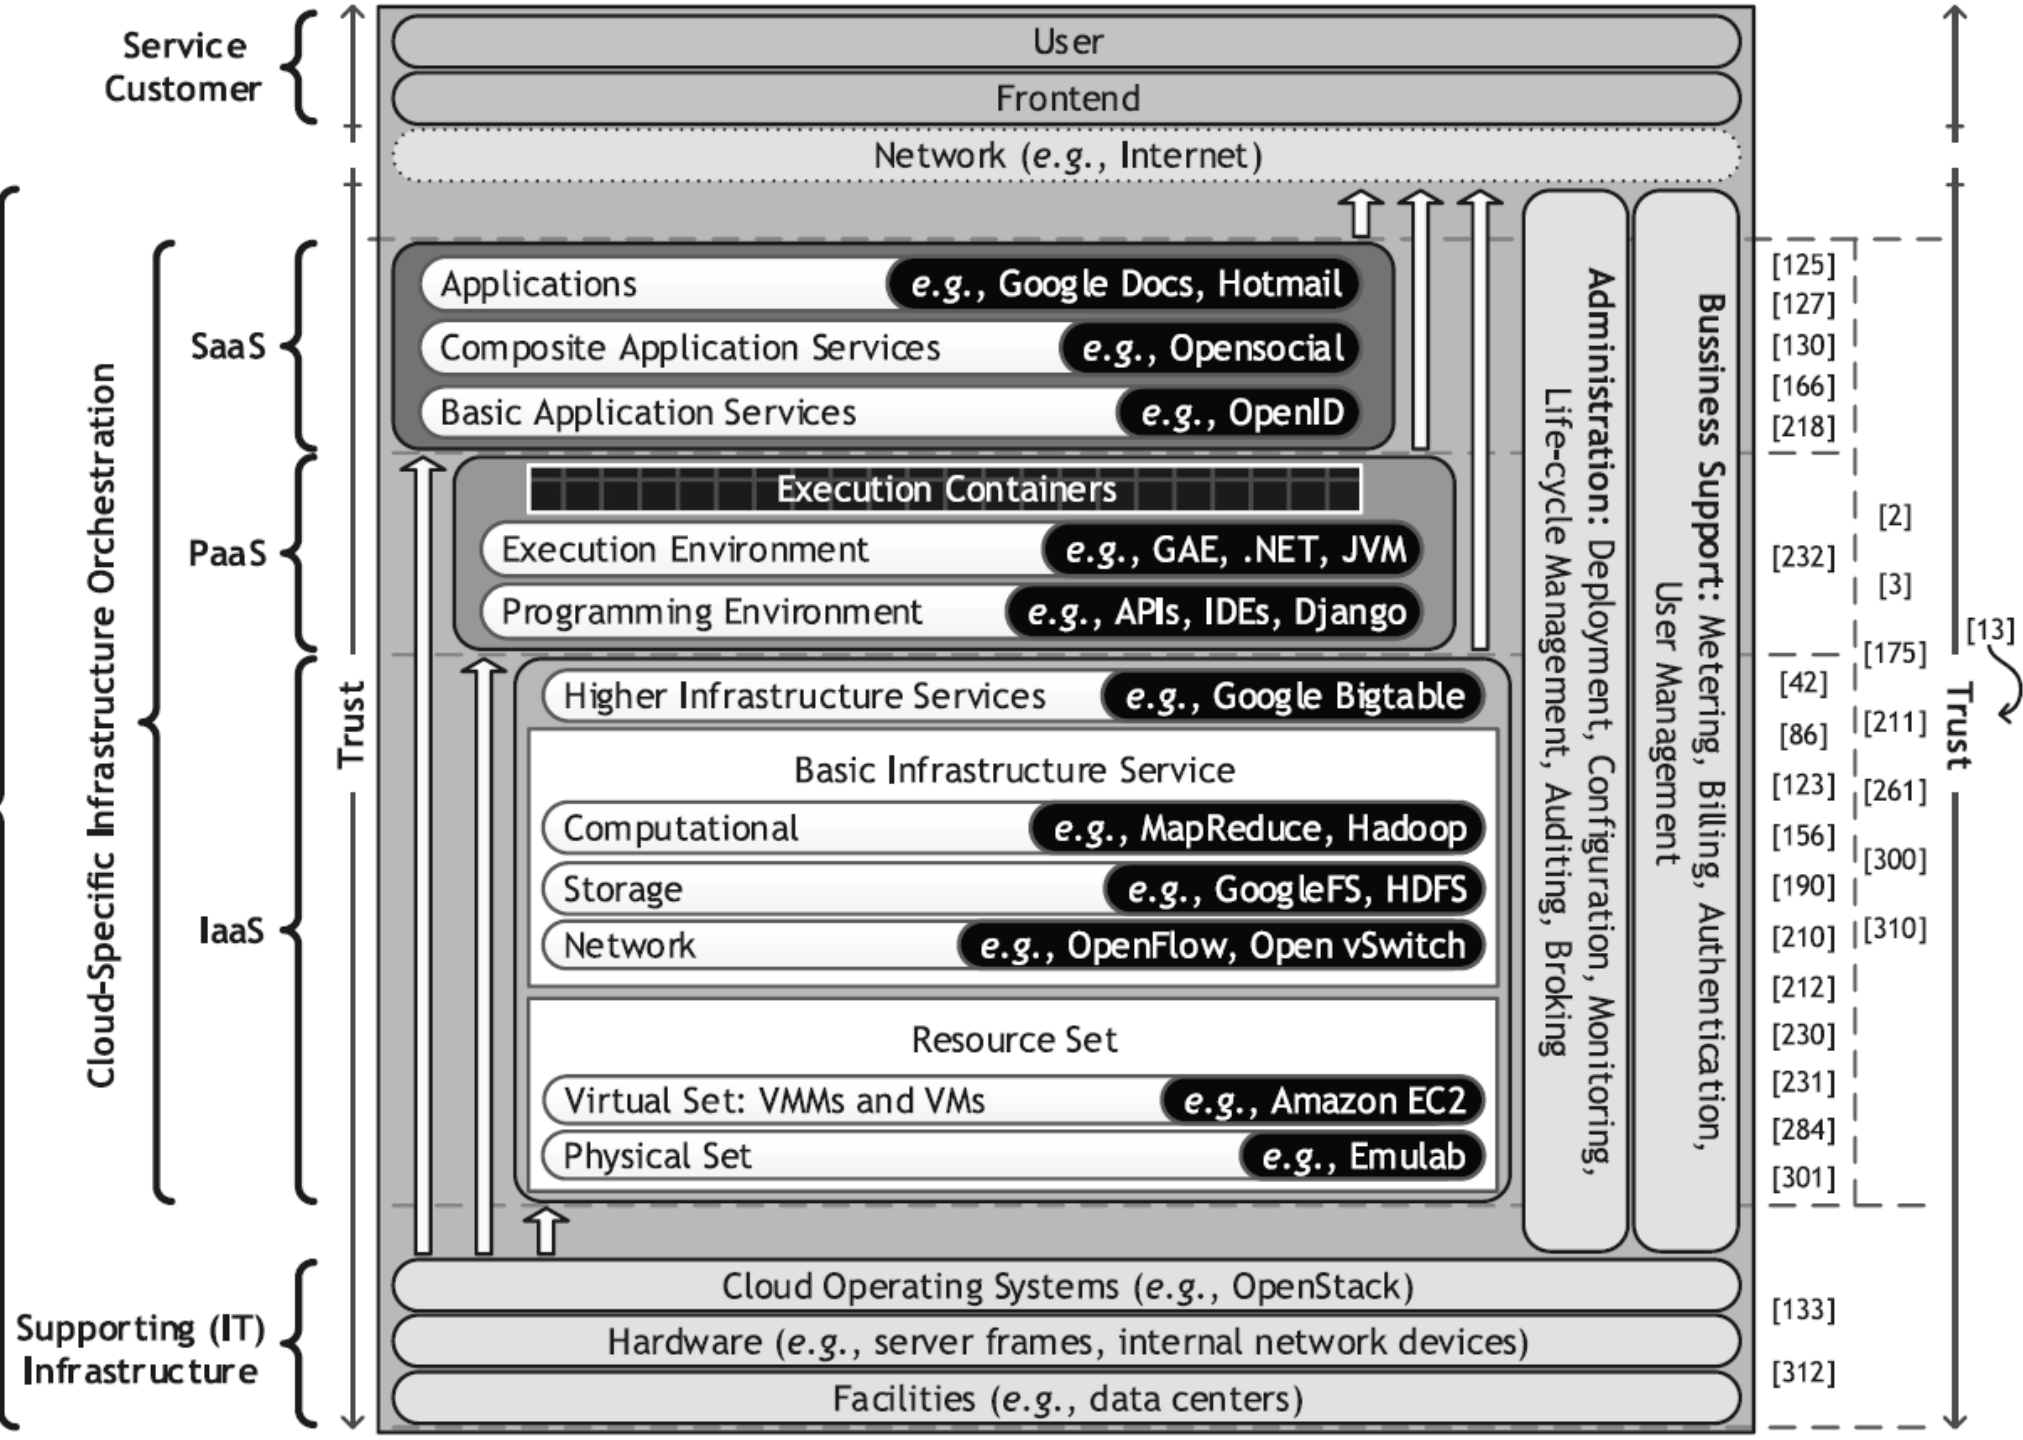 Service
Customer
User
Frontend
Network (e.g., Internet)
Cloud-Specific Infrastructure Orchestration
SaaS
Applications
e.g., Google Docs, Hotmail
Composite Application Services
e.g., Opensocial
Basic Application Services
e.g., OpenID
PaaS
Execution Containers
Execution Environment
e.g., GAE, .NET, JVM
Programming Environment
e.g., APIs, IDEs, Django
IaaS
Trust
Higher Infrastructure Services
e.g., Google Bigtable
Basic Infrastructure Service
Computational
e.g., MapReduce, Hadoop
Storage
e.g., GoogleFS, HDFS
Network
e.g., OpenFlow, Open vSwitch
Resource Set
Virtual Set: VMMs and VMs
e.g., Amazon EC2
Physical Set
e.g., Emulab
Supporting (IT)
Infrastructure
Cloud Operating Systems (e.g., OpenStack)
Hardware (e.g., server frames, internal network devices)
Facilities (e.g., data centers)
Administration: Deployment, Configuration, Monitoring,
Life-cycle Management, Auditing, Broking
Bussiness Support: Metering, Billing, Authentication,
User Management
[125]
[127]
[130]
[166]
[218]
[232]
[42]
[86]
[123]
[156]
[190]
[210]
[212]
[230]
[231]
[284]
[301]
[133]
[312]
[2]
[3]
[175]
[211]
[261]
[300]
[310]
Trust
[13]